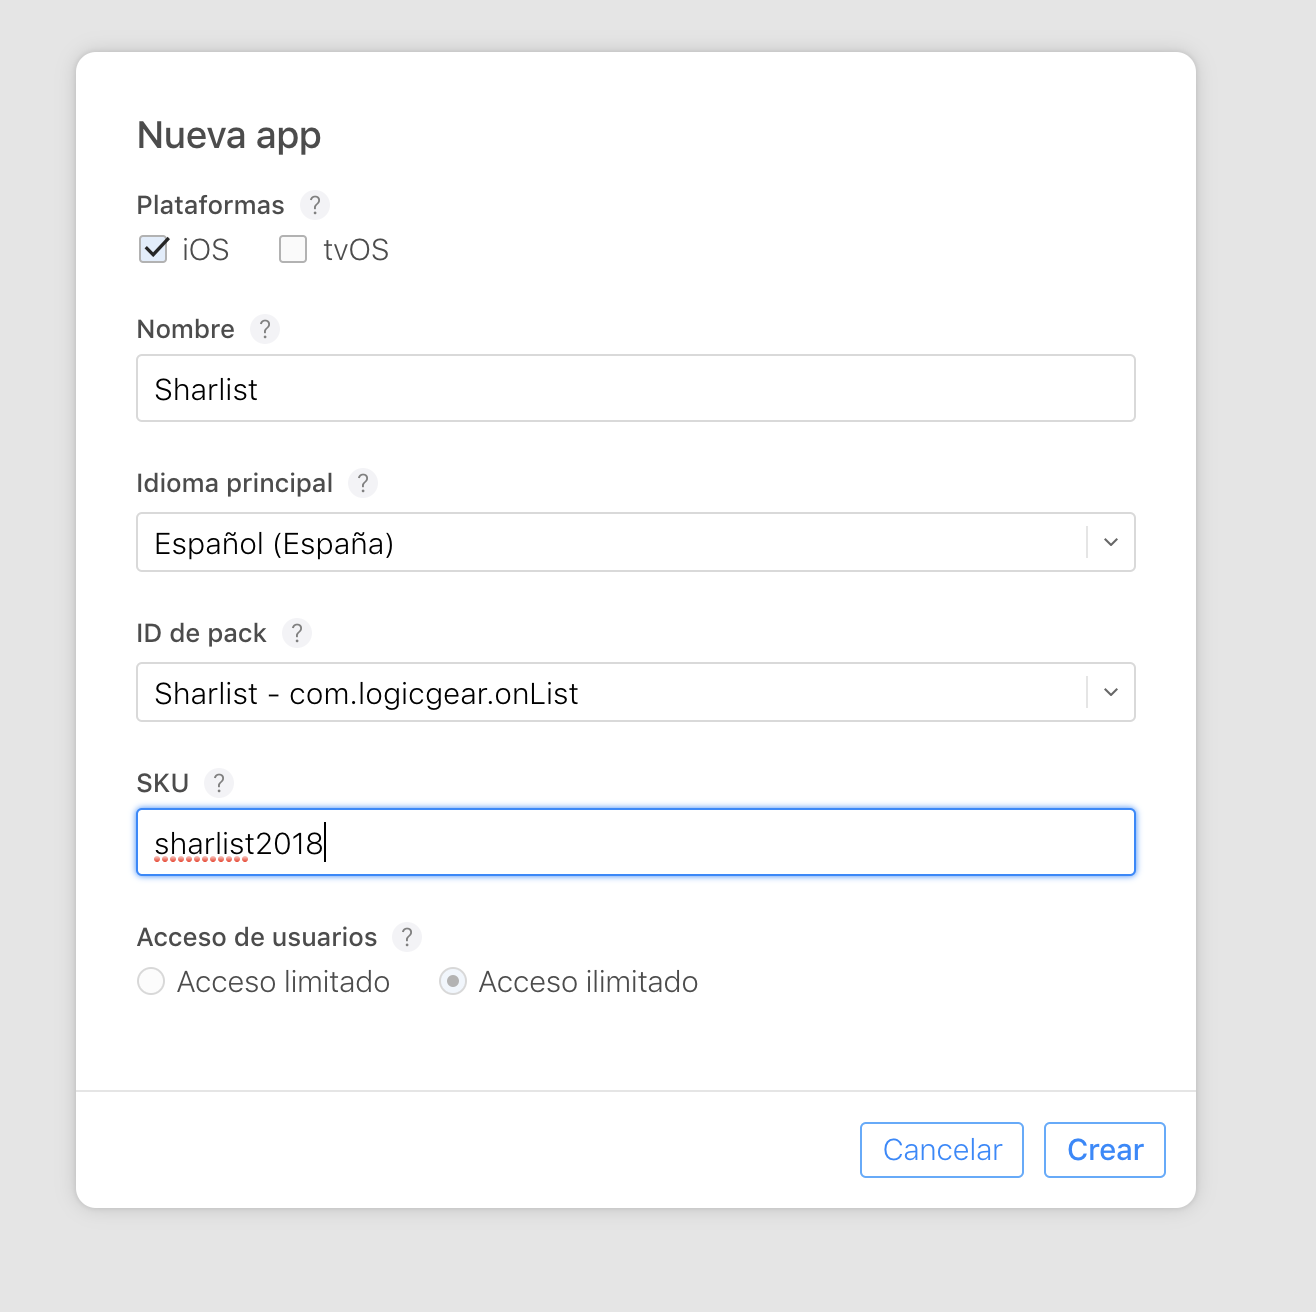 Nueva app
Plataformas ?
iOS tvOS
Nombre ?
Sharlist
Idioma principal ?
Español (España)
ID de pack ?
Sharlist - com.logicgear.onList
SKU ?
sharlist2018
Acceso de usuarios ?
Acceso limitado Acceso ilimitado
Cancelar Crear